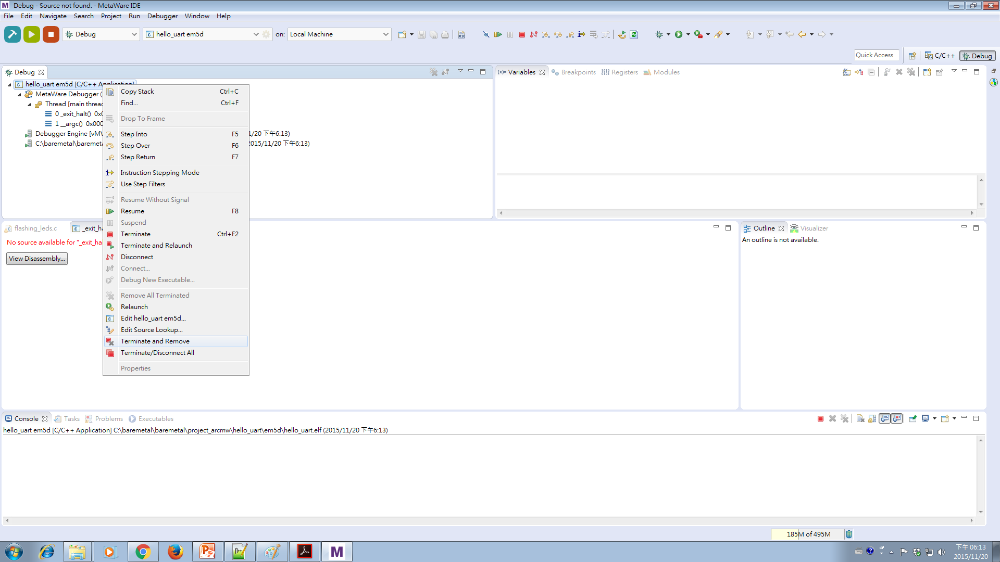 Debug - Source not found. - MetaWare IDE
File Edit Navigate Search Project Run Debugger Window Help
Debug hello_uart em5d on: Local Machine
Quick Access C/C++ Debug
Debug
hello_uart em5d [C/C++ Application]
MetaWare Debugger (
Thread [main threa
0 _exit_halt() 0x0
1 __argc() 0x000
Debugger Engine [vM 1/20 下午6:13)
C:\baremetal\baremeta 2015/11/20 下午6:13)
Copy Stack Ctrl+C
Find... Ctrl+F
Drop To Frame
Step Into F5
Step Over F6
Step Return F7
Instruction Stepping Mode
Use Step Filters
Resume Without Signal
Resume F8
Suspend
Terminate Ctrl+F2
Terminate and Relaunch
Disconnect
Connect...
Debug New Executable...
Remove All Terminated
Relaunch
Edit hello_uart em5d...
Edit Source Lookup...
Terminate and Remove
Terminate/Disconnect All
Properties
(x)= Variables Breakpoints Registers Modules
flashing_leds.c _exit_ha
No source available for "_exit_ha
View Disassembly...
Outline Visualizer
An outline is not available.
Console Tasks Problems Executables
hello_uart em5d [C/C++ Application] C:\baremetal\baremetal\project_arcmw\hello_uart\em5d\hello_uart.elf (2015/11/20 下午6:13)
185M of 495M
下午 06:13
2015/11/20